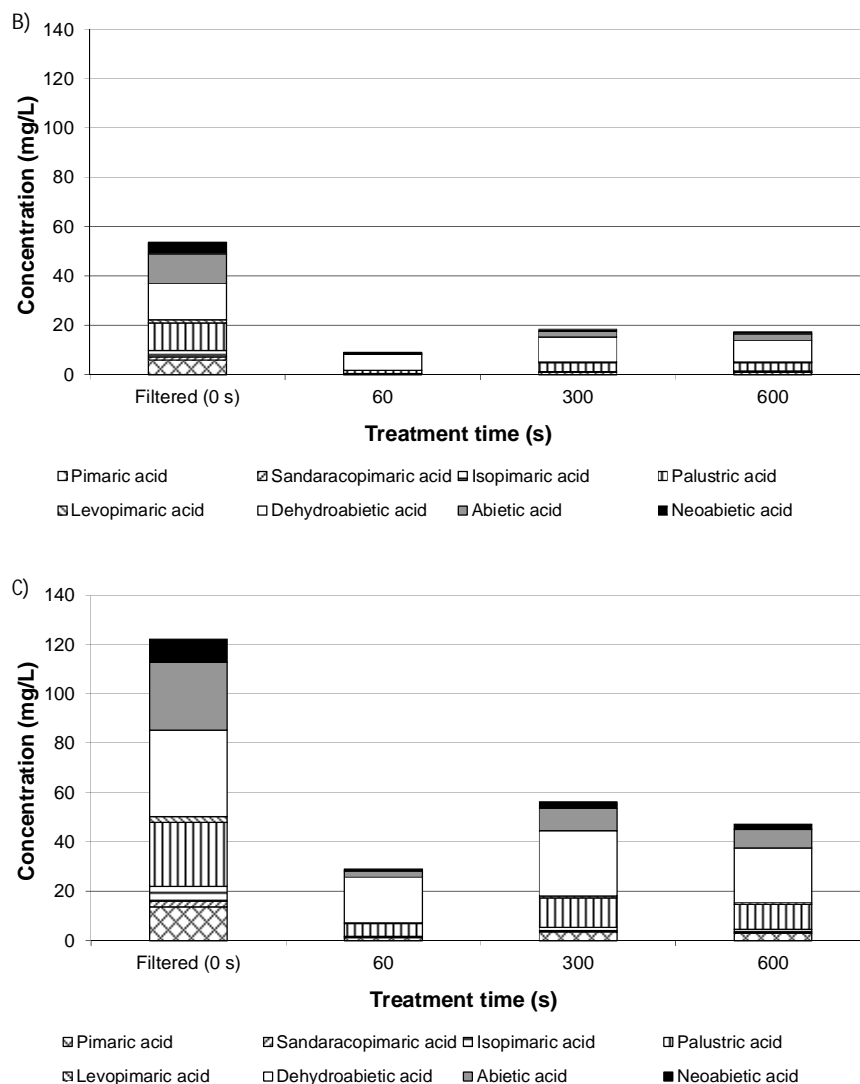 B)
140
120
100
80
60
40
20
0
Concentration (mg/L)
Filtered (0 s) 60 300 600
Treatment time (s)
Pimaric acid Sandaracopimaric acid Isopimaric acid Palustric acid
Levopimaric acid Dehydroabietic acid Abietic acid Neoabietic acid
C)
140
120
100
80
60
40
20
0
Concentration (mg/L)
Filtered (0 s) 60 300 600
Treatment time (s)
Pimaric acid Sandaracopimaric acid Isopimaric acid Palustric acid
Levopimaric acid Dehydroabietic acid Abietic acid Neoabietic acid